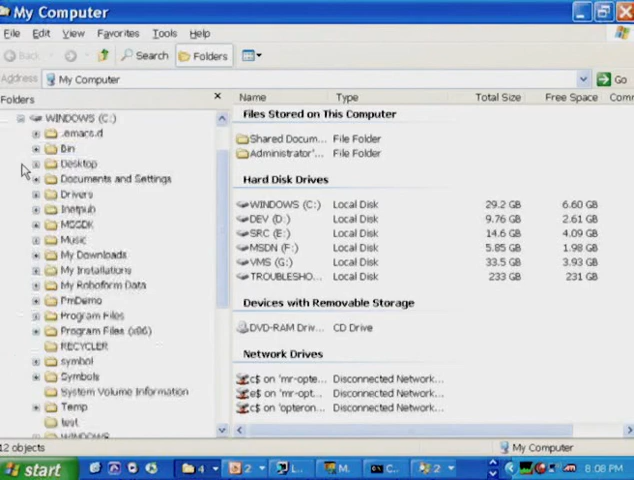 My Computer
File Edit View Favorites Tools Help
Back Search Folders
Address My Computer Go
Folders
WINDOWS (C:)
.emacs.d
Bin
Desktop
Documents and Settings
Drivers
Inetpub
MSSDK
Music
My Downloads
My Installations
My Roboform Data
PmDemo
Program Files
Program Files (x86)
RECYCLER
symbol
Symbols
System Volume Information
Temp
test
WINDOWS
Name Type Total Size Free Space Comm
Files Stored on This Computer
Shared Docum... File Folder
Administrator'... File Folder
Hard Disk Drives
WINDOWS (C:) Local Disk 29.2 GB 6.60 GB
DEV (D:) Local Disk 9.76 GB 2.61 GB
SRC (E:) Local Disk 14.6 GB 4.09 GB
MSDN (F:) Local Disk 5.85 GB 1.98 GB
VMS (G:) Local Disk 33.5 GB 3.93 GB
TROUBLESHO... Local Disk 233 GB 231 GB
Devices with Removable Storage
DVD-RAM Driv... CD Drive
Network Drives
c$ on 'mr-opte... Disconnected Network...
e$ on 'mr-opt... Disconnected Network...
c$ on 'opteron... Disconnected Network...
12 objects My Computer
start 4 2 L... M. C... 2 8:08 PM